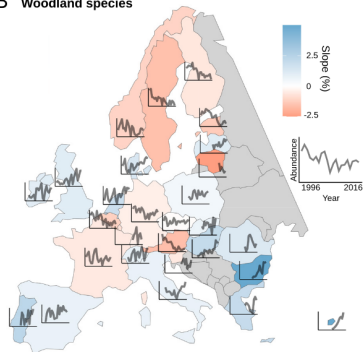 Woodland species
2.5
0
-2.5
Slope (%)
Abundance
1996 2016
Year